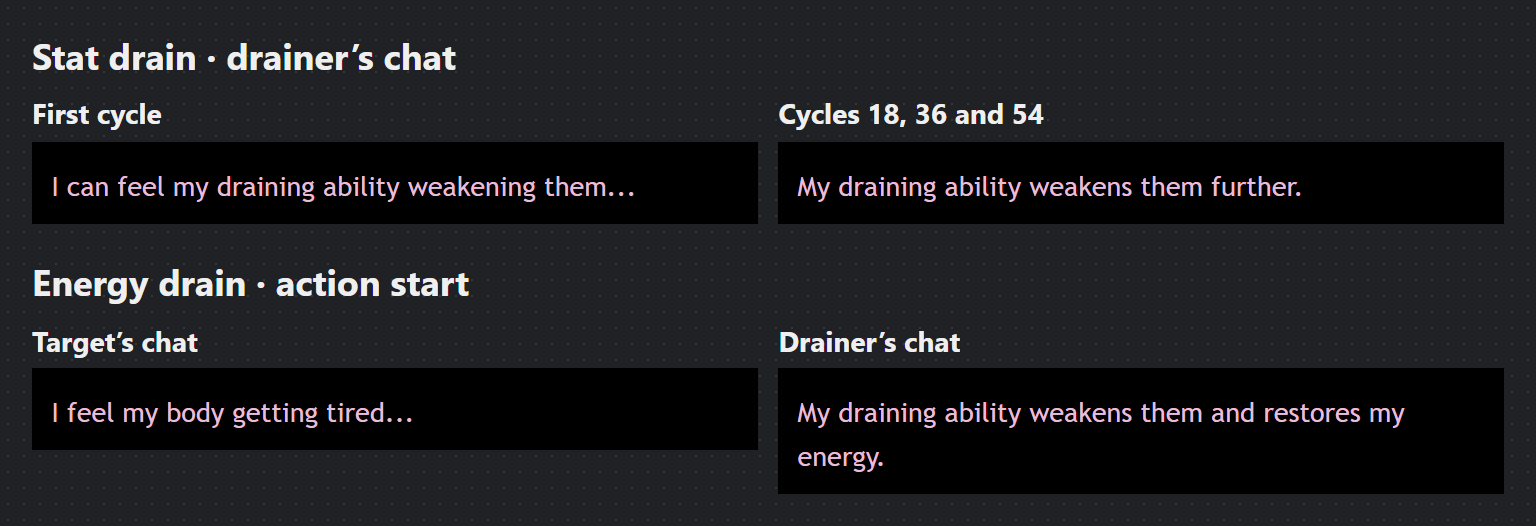 Stat drain · drainer’s chat
First cycle
I can feel my draining ability weakening them…
Cycles 18, 36 and 54
My draining ability weakens them further.
Energy drain · action start
Target’s chat
I feel my body getting tired…
Drainer’s chat
My draining ability weakens them and restores my
energy.